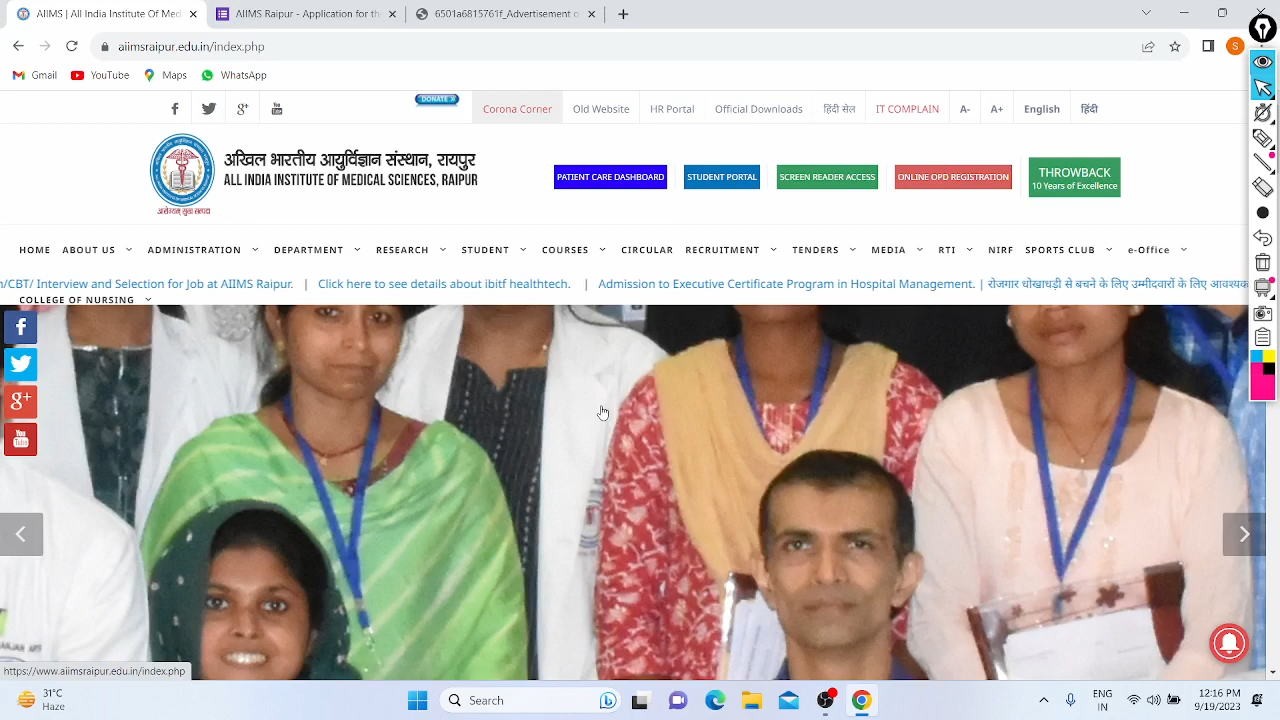 AIIMS | All India Institute Of Med
AIIMS Raipur - Application for th
6501a6815761f_Advertisement o
aiimsraipur.edu.in/index.php
S
Gmail YouTube Maps WhatsApp
DONATE
Corona Corner Old Website HR Portal Official Downloads हिंदी सेल IT COMPLAIN A- A+ English हिंदी
अखिल भारतीय आयुर्विज्ञान संस्थान, रायपुर
ALL INDIA INSTITUTE OF MEDICAL SCIENCES, RAIPUR
आरोग्यम् सुख सम्पदा
PATIENT CARE DASHBOARD STUDENT PORTAL SCREEN READER ACCESS ONLINE OPD REGISTRATION
THROWBACK
10 Years of Excellence
HOME ABOUT US ADMINISTRATION DEPARTMENT RESEARCH STUDENT COURSES CIRCULAR RECRUITMENT TENDERS MEDIA RTI NIRF SPORTS CLUB e-Office
n/CBT/ Interview and Selection for Job at AIIMS Raipur. | Click here to see details about ibitf healthtech. | Admission to Executive Certificate Program in Hospital Management. | रोजगार धोखाधड़ी से बचने के लिए उम्मीदवारों के लिए आवश्यक
COLLEGE OF NURSING
https://www.aiimsraipur.edu.in/index.php
31°C
Haze
Search
ENG
IN
12:16 PM
9/19/2023